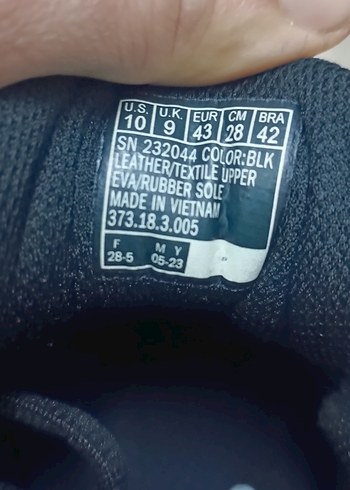 U.S. U.K. EUR CM BRA
10 9 43 28 42
SN 232044 COLOR:BLK
LEATHER/TEXTILE UPPER
EVA/RUBBER SOLE
MADE IN VIETNAM
373.18.3.005
F M Y
28-5 05-23